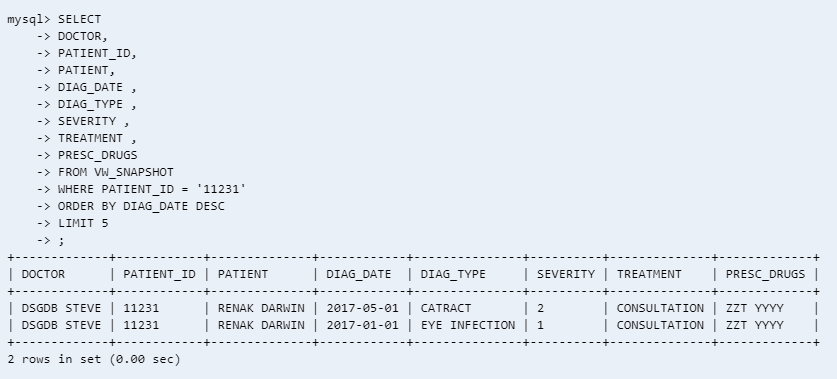 mysql> SELECT
    -> DOCTOR,
    -> PATIENT_ID,
    -> PATIENT,
    -> DIAG_DATE ,
    -> DIAG_TYPE ,
    -> SEVERITY ,
    -> TREATMENT ,
    -> PRESC_DRUGS
    -> FROM VW_SNAPSHOT
    -> WHERE PATIENT_ID = '11231'
    -> ORDER BY DIAG_DATE DESC
    -> LIMIT 5
    -> ;
+-------------+------------+--------------+------------+---------------+----------+--------------+-------------+
| DOCTOR      | PATIENT_ID | PATIENT      | DIAG_DATE  | DIAG_TYPE     | SEVERITY | TREATMENT    | PRESC_DRUGS |
+-------------+------------+--------------+------------+---------------+----------+--------------+-------------+
| DSGDB STEVE | 11231      | RENAK DARWIN | 2017-05-01 | CATRACT       | 2        | CONSULTATION | ZZT YYYY    |
| DSGDB STEVE | 11231      | RENAK DARWIN | 2017-01-01 | EYE INFECTION | 1        | CONSULTATION | ZZT YYYY    |
+-------------+------------+--------------+------------+---------------+----------+--------------+-------------+
2 rows in set (0.00 sec)